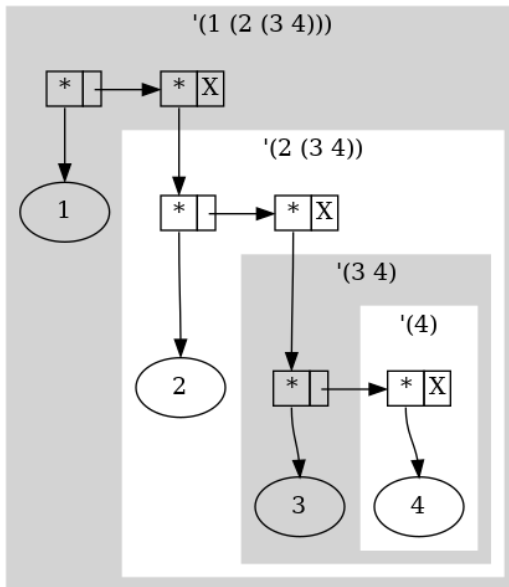 '(1 (2 (3 4)))
* * X
'(2 (3 4))
1
* * X
'(3 4)
'(4)
2
* * X
3 4